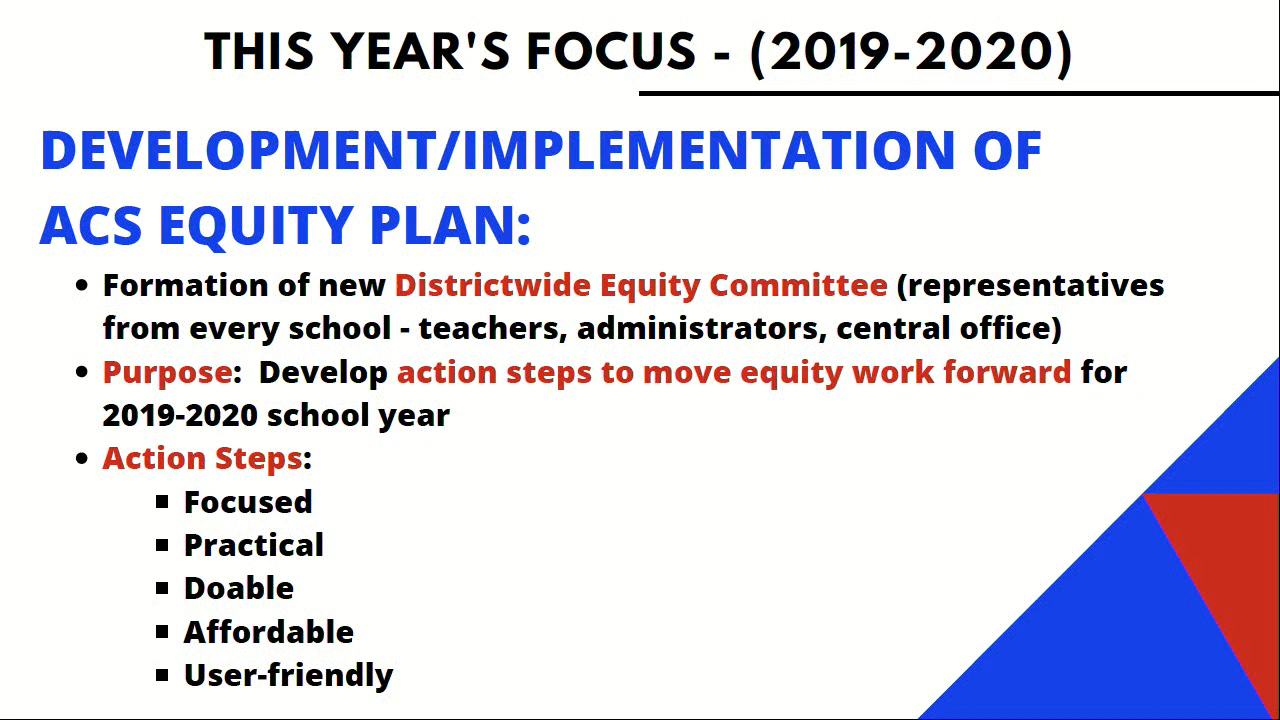 THIS YEAR'S FOCUS - (2019-2020)
DEVELOPMENT/IMPLEMENTATION OF
ACS EQUITY PLAN:
• Formation of new Districtwide Equity Committee (representatives
from every school - teachers, administrators, central office)
• Purpose:  Develop action steps to move equity work forward for
2019-2020 school year
• Action Steps:
▪ Focused
▪ Practical
▪ Doable
▪ Affordable
▪ User-friendly